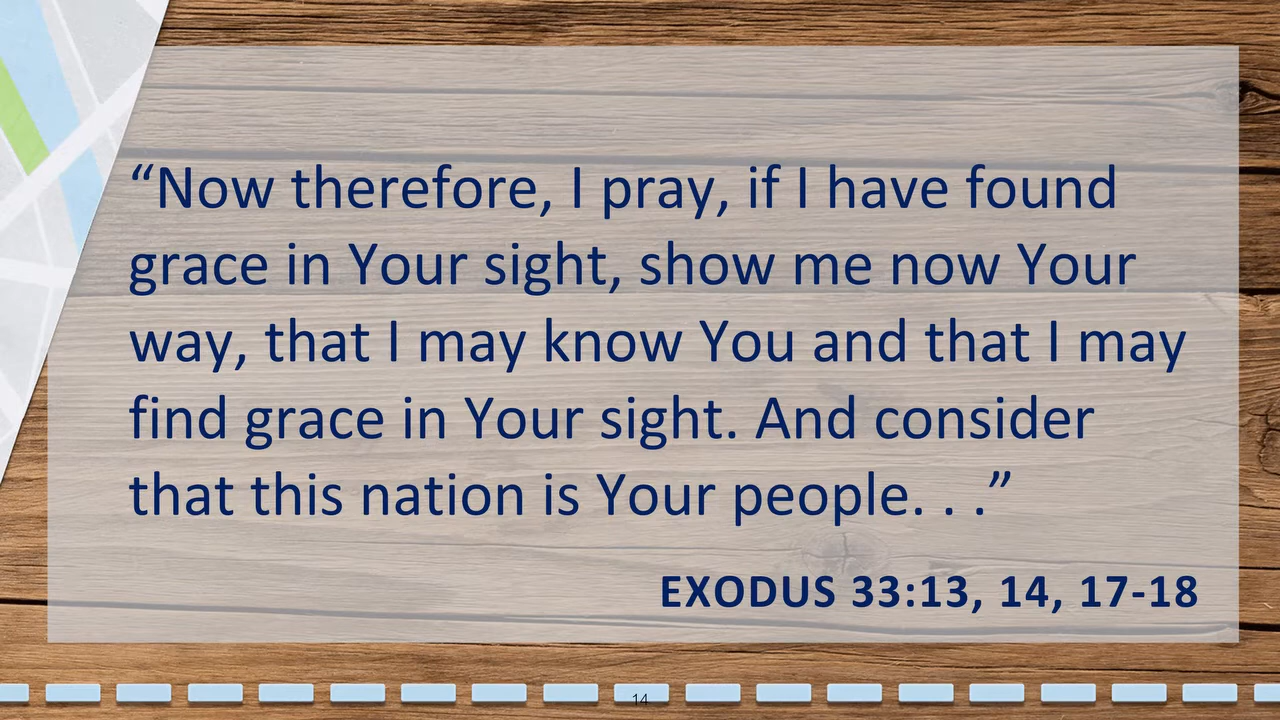 “Now therefore, I pray, if I have found
grace in Your sight, show me now Your
way, that I may know You and that I may
find grace in Your sight. And consider
that this nation is Your people. . .”
EXODUS 33:13, 14, 17-18
14